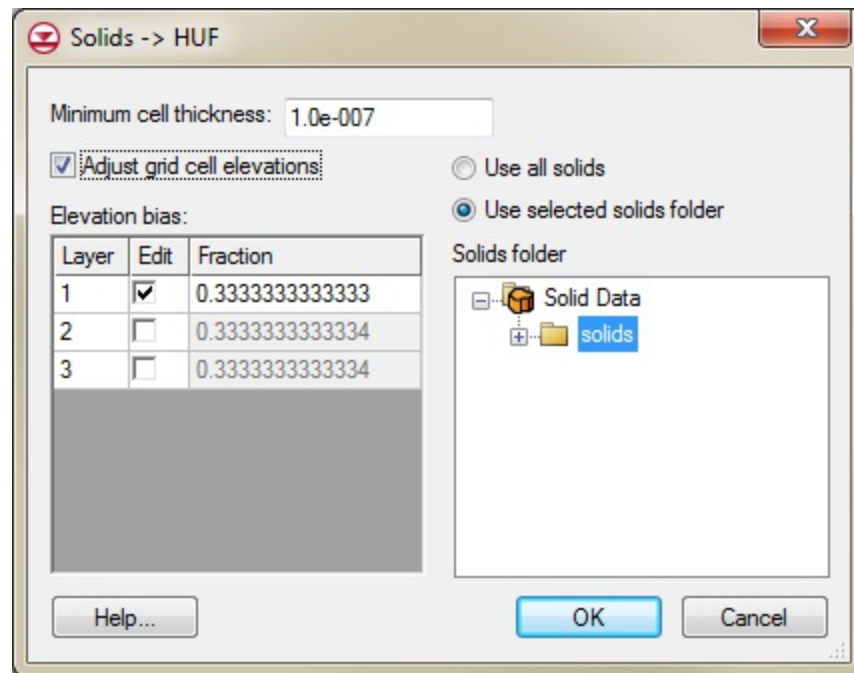 Solids -> HUF
Minimum cell thickness: 1.0e-007
Adjust grid cell elevations
Use all solids
Use selected solids folder
Elevation bias:
Layer Edit Fraction
1 0.3333333333333
2 0.3333333333334
3 0.3333333333334
Solids folder
Solid Data
solids
Help...
OK
Cancel